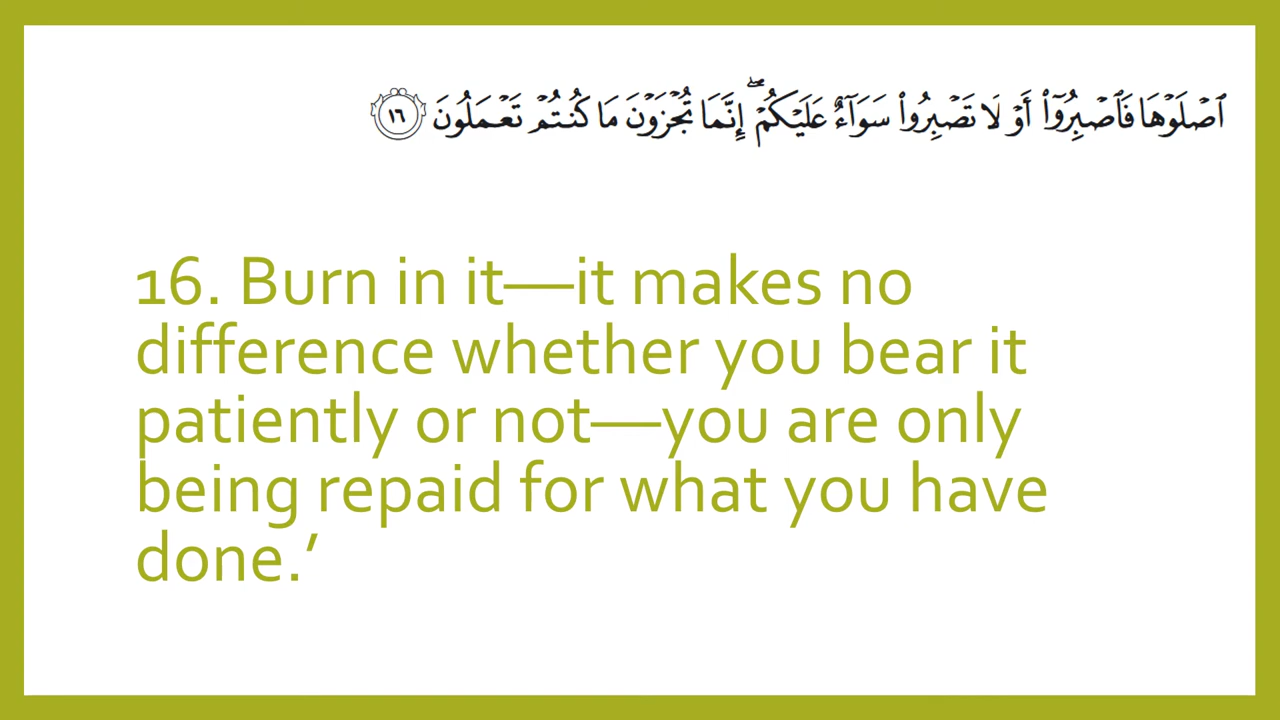 ٱصْلَوْهَا فَٱصْبِرُوٓا۟ أَوْ لَا تَصْبِرُوا۟ سَوَآءٌ عَلَيْكُمْ ۖ إِنَّمَا تُجْزَوْنَ مَا كُنتُمْ تَعْمَلُونَ ١٦
16. Burn in it—it makes no
difference whether you bear it
patiently or not—you are only
being repaid for what you have
done.’